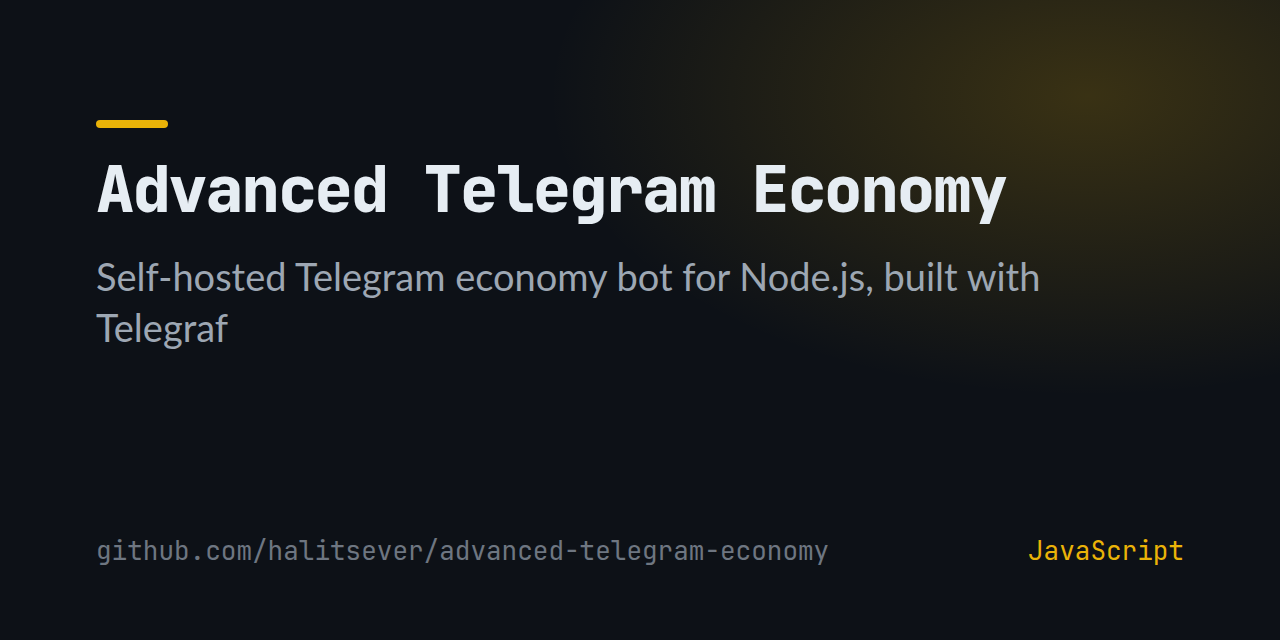 Advanced Telegram Economy
Self-hosted Telegram economy bot for Node.js, built with
Telegraf
github.com/halitsever/advanced-telegram-economy
JavaScript